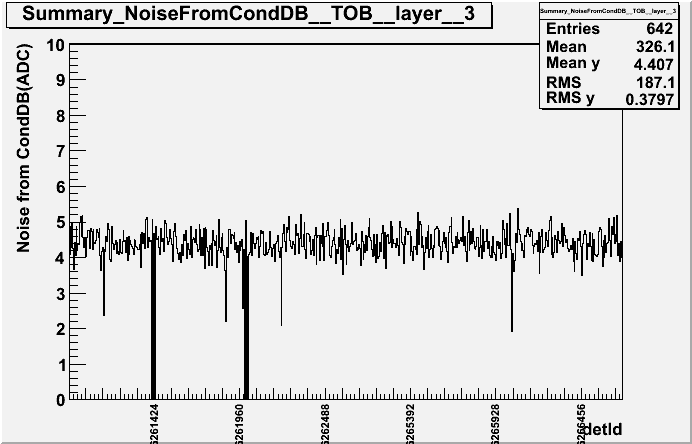 Summary_NoiseFromCondDB__TOB__layer__3
Summary_NoiseFromCondDB__TOB__layer__3
Entries 642
Mean 326.1
Mean y 4.407
RMS 187.1
RMS y 0.3797
Noise from CondDB(ADC)
10
9
8
7
6
5
4
3
2
1
0
detId